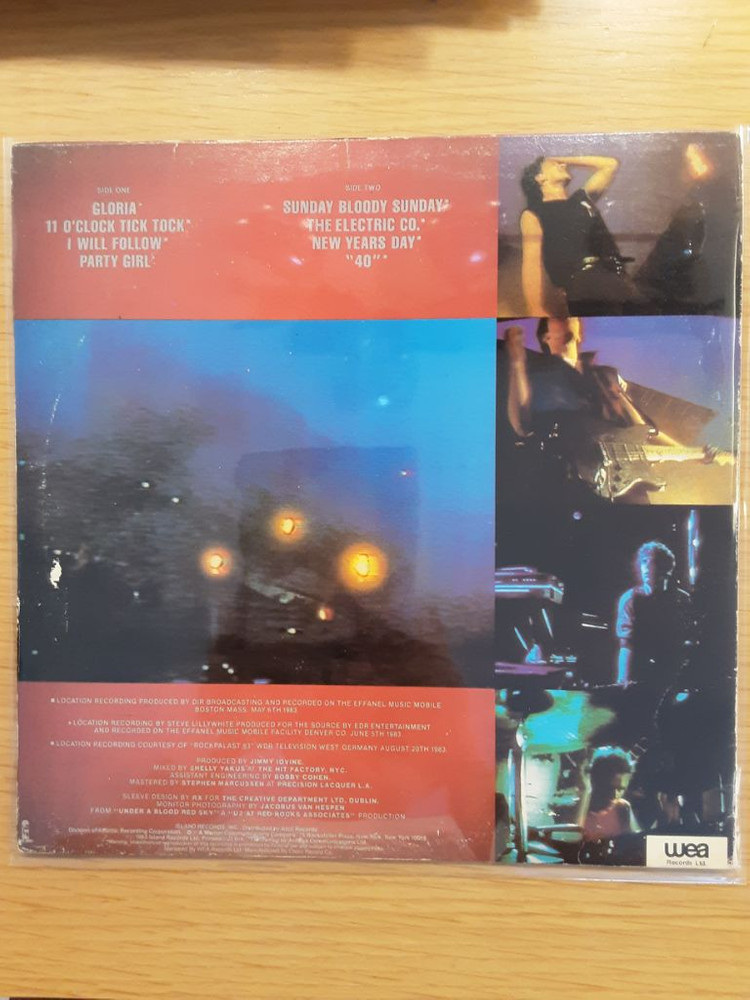 SIDE ONE
GLORIA*
11 O'CLOCK TICK TOCK*
I WILL FOLLOW*
PARTY GIRL*
SIDE TWO
SUNDAY BLOODY SUNDAY*
THE ELECTRIC CO.*
NEW YEARS DAY*
"40"*
LOCATION RECORDING PRODUCED BY DIR BROADCASTING AND RECORDED ON THE EFFANEL MUSIC MOBILE
BOSTON MASS. MAY 6TH 1983.
LOCATION RECORDING BY STEVE LILLYWHITE PRODUCED FOR THE SOURCE BY EDR ENTERTAINMENT
AND RECORDED ON THE EFFANEL MUSIC MOBILE FACILITY DENVER CO. JUNE 5TH 1983.
LOCATION RECORDING COURTESY OF "ROCKPALAST 83" WDR TELEVISION WEST GERMANY AUGUST 20TH 1983.
PRODUCED BY JIMMY IOVINE.
MIXED BY SHELLY YAKUS AT THE HIT FACTORY, NYC.
ASSISTANT ENGINEERING BY BOBBY COHEN.
MASTERED BY STEPHEN MARCUSSEN AT PRECISION LACQUER L.A.
SLEEVE DESIGN BY RX FOR THE CREATIVE DEPARTMENT LTD, DUBLIN.
MONITOR PHOTOGRAPHY BY JACOBUS VAN HESPEN
FROM "UNDER A BLOOD RED SKY" A "U2 AT RED ROCKS ASSOCIATES" PRODUCTION
wea
Records Ltd.